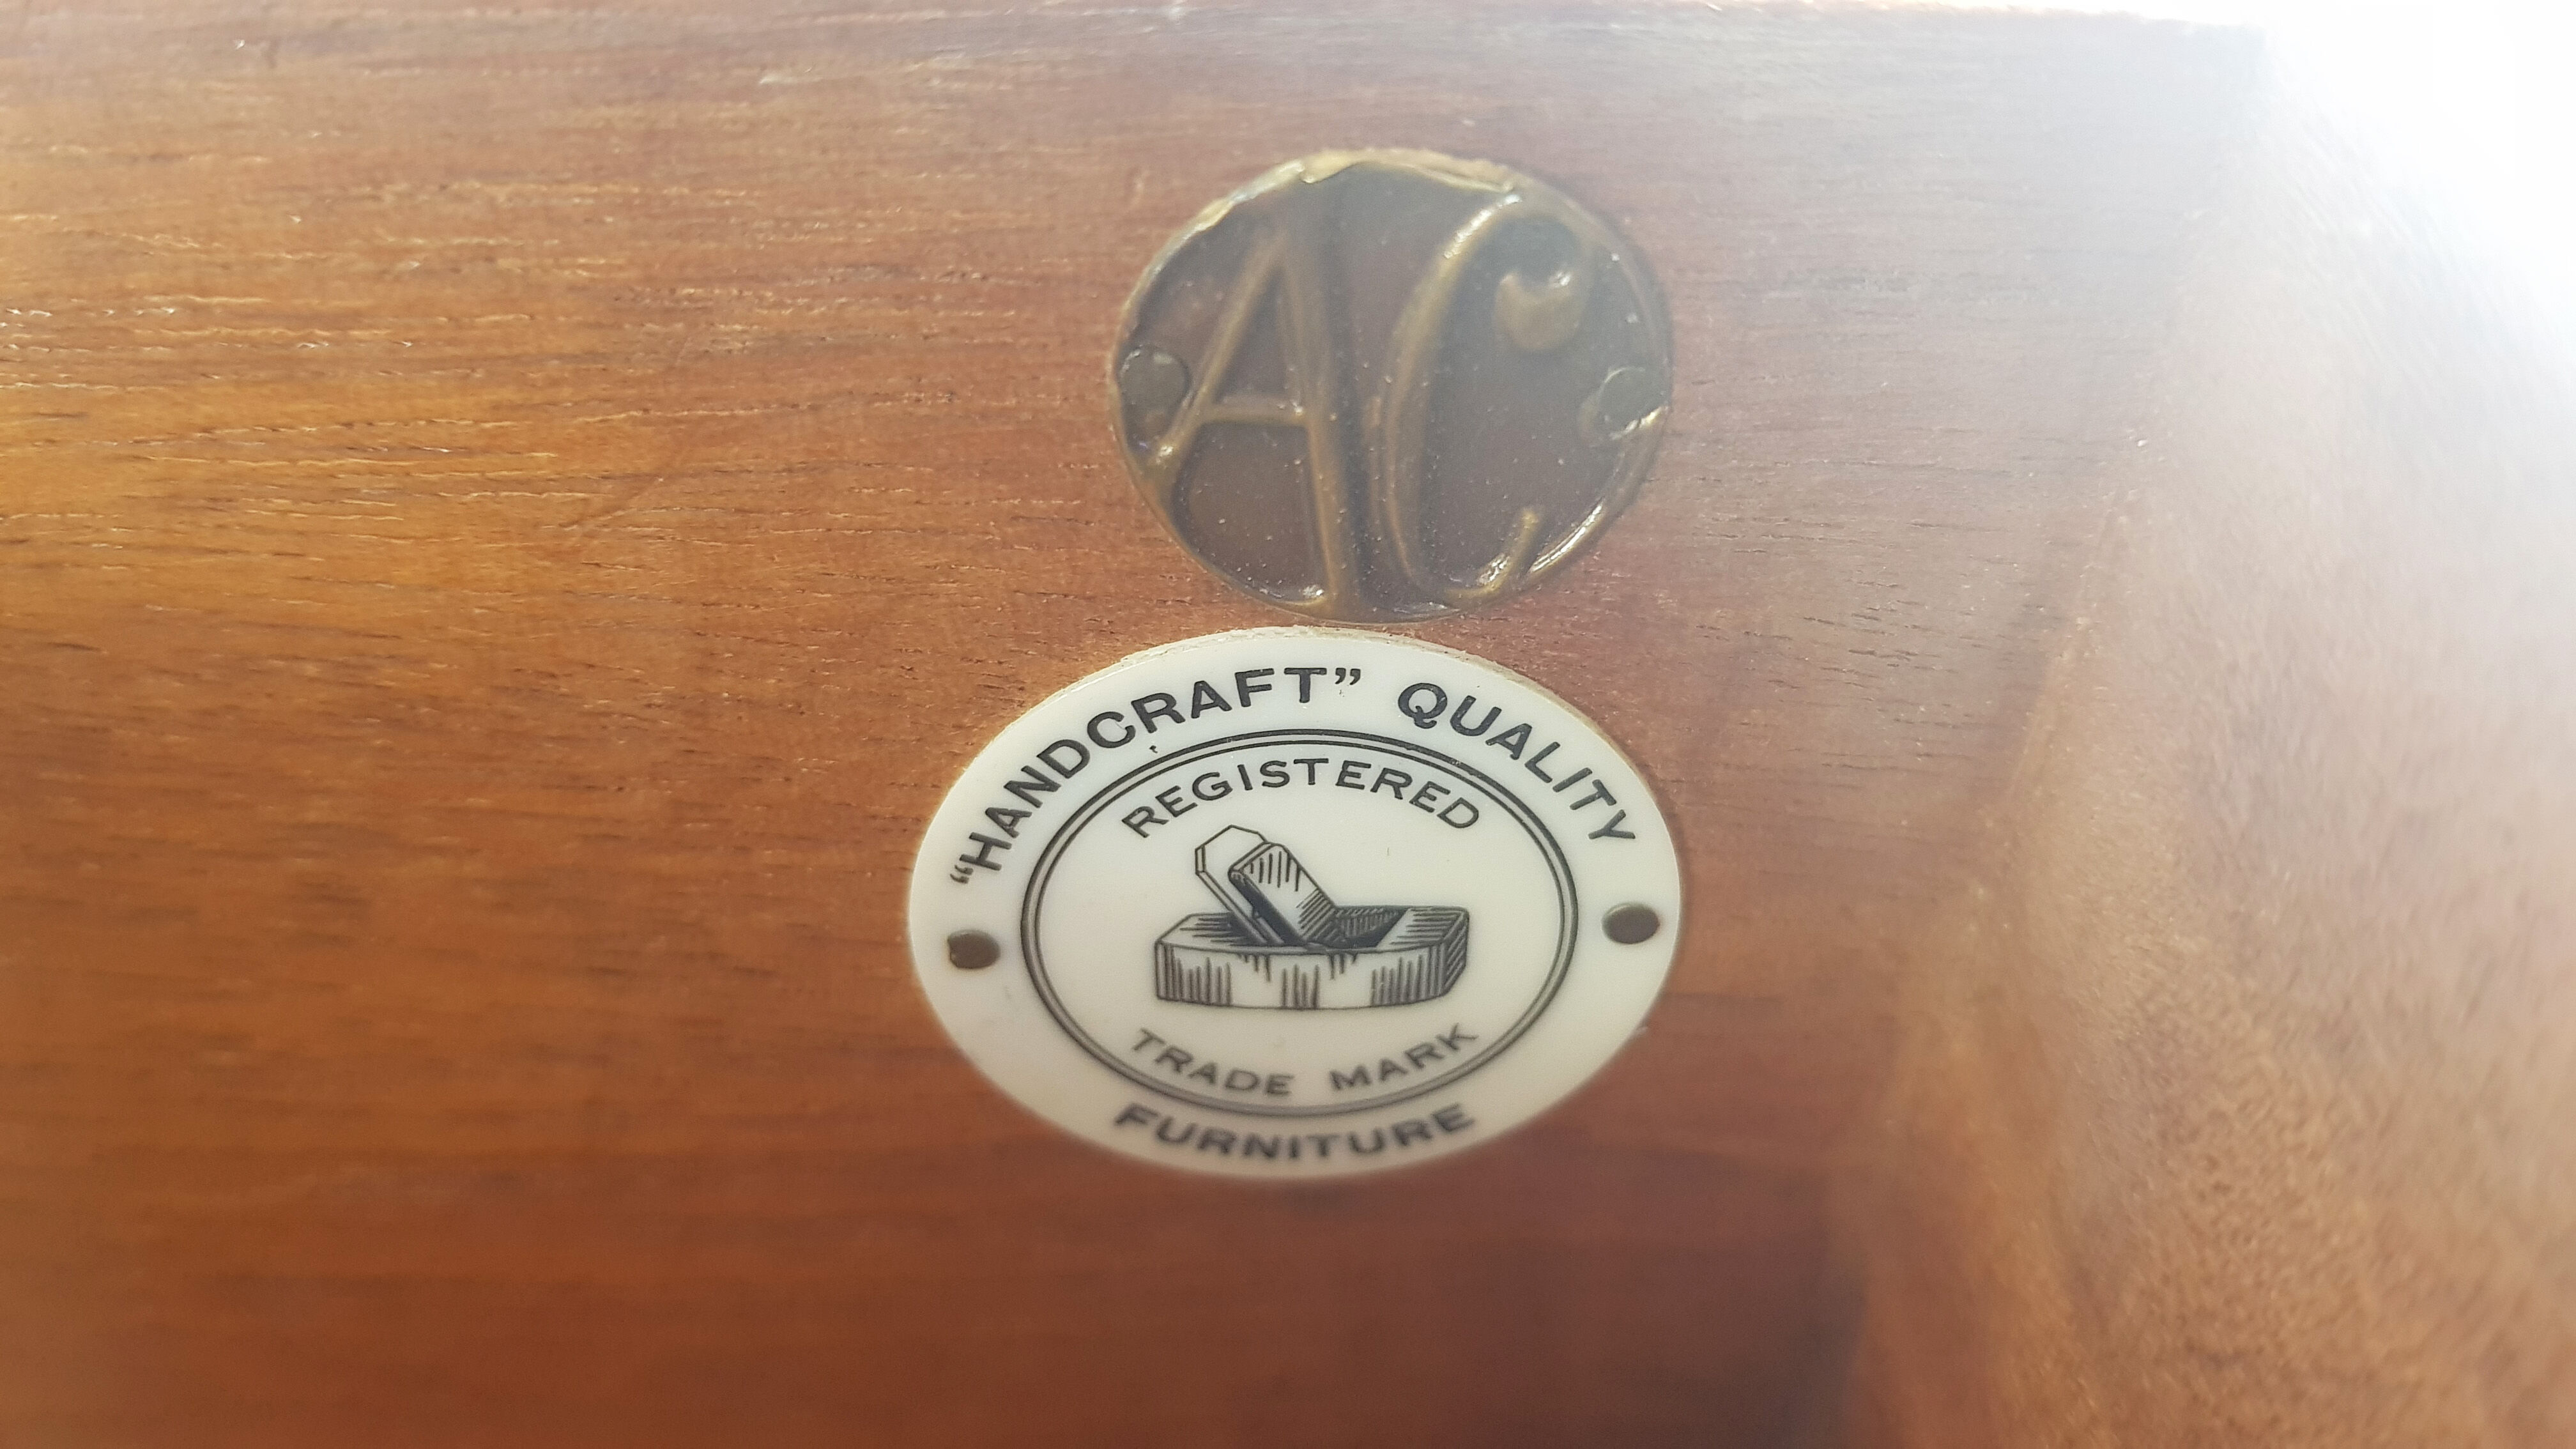 AC
"HANDCRAFT" QUALITY
REGISTERED
TRADE MARK
FURNITURE